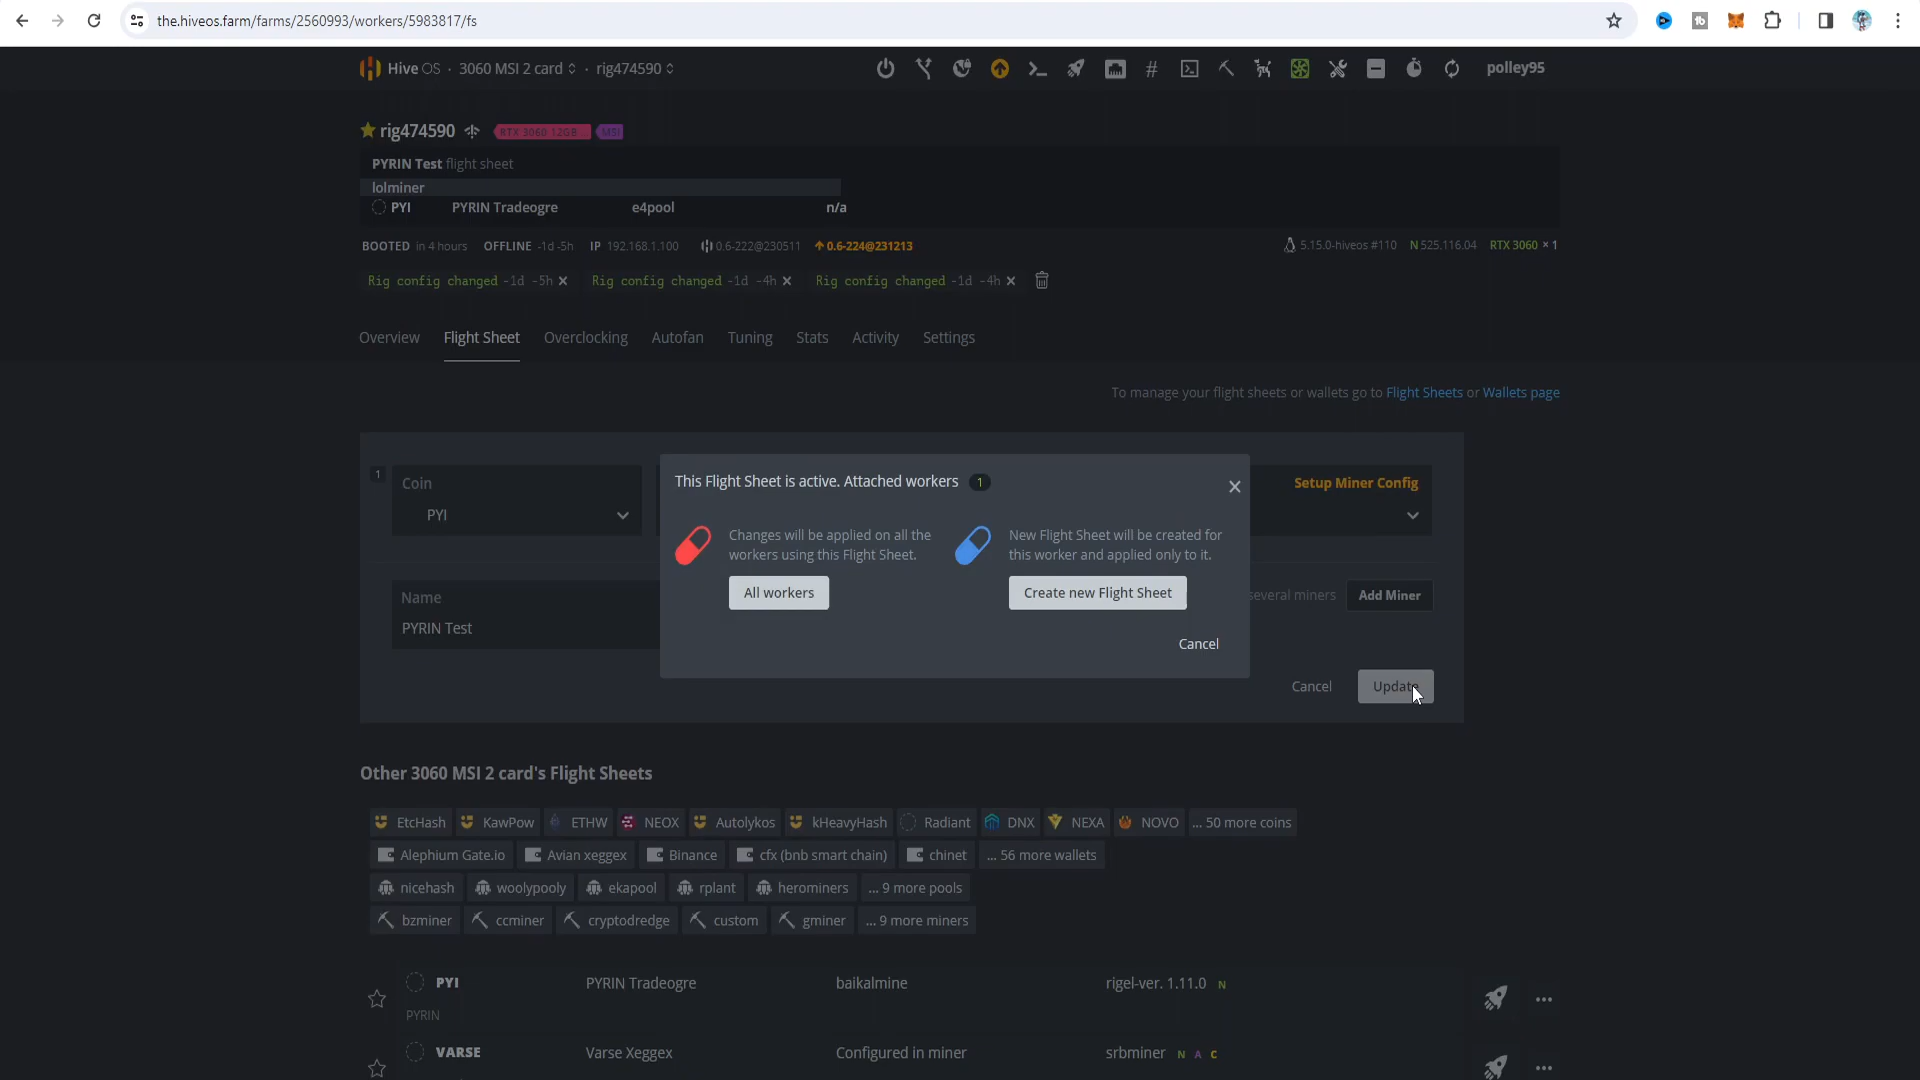 the.hiveos.farm/farms/2560993/workers/5983817/fs
Hive OS · 3060 MSI 2 card · rig474590
polley95
rig474590 RTX 3060 12GB MSI
PYRIN Test flight sheet
lolminer
PYI PYRIN Tradeogre e4pool n/a
BOOTED in 4 hours OFFLINE -1d -5h IP 192.168.1.100 0.6-222@230511 0.6-224@231213 5.15.0-hiveos #110 N 525.116.04 RTX 3060 × 1
Rig config changed -1d -5h × Rig config changed -1d -4h × Rig config changed -1d -4h ×
Overview Flight Sheet Overclocking Autofan Tuning Stats Activity Settings
To manage your flight sheets or wallets go to Flight Sheets or Wallets page
1 Coin
PYI
Setup Miner Config
This Flight Sheet is active. Attached workers 1
Changes will be applied on all the
workers using this Flight Sheet.
All workers
New Flight Sheet will be created for
this worker and applied only to it.
Create new Flight Sheet
Cancel
Name
PYRIN Test
several miners Add Miner
Cancel Update
Other 3060 MSI 2 card's Flight Sheets
EtcHash KawPow ETHW NEOX Autolykos kHeavyHash Radiant DNX NEXA NOVO ... 50 more coins
Alephium Gate.io Avian xeggex Binance cfx (bnb smart chain) chinet ... 56 more wallets
nicehash woolypooly ekapool rplant herominers ... 9 more pools
bzminer ccminer cryptodredge custom gminer ... 9 more miners
PYI PYRIN Tradeogre baikalmine rigel-ver. 1.11.0 N
PYRIN
VARSE Varse Xeggex Configured in miner srbminer N A C